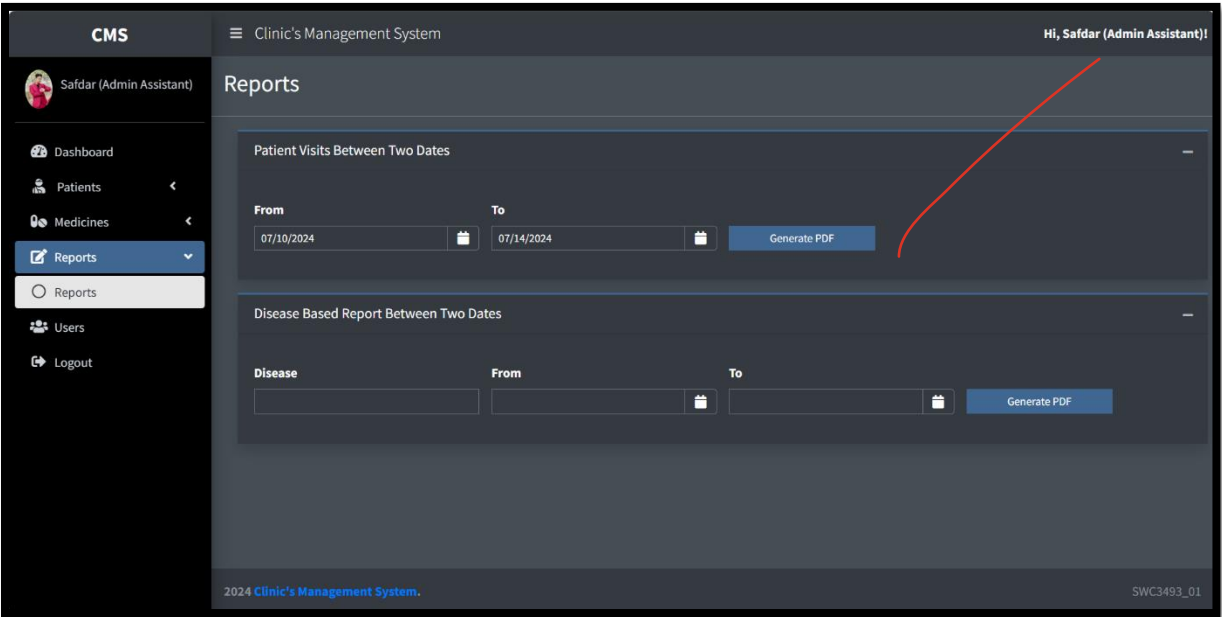 CMS
Clinic's Management System
Hi, Safdar (Admin Assistant)!
Safdar (Admin Assistant)
Dashboard
Patients
Medicines
Reports
Reports
Users
Logout
Reports
Patient Visits Between Two Dates
From To
07/10/2024 07/14/2024 Generate PDF
Disease Based Report Between Two Dates
Disease From To
Generate PDF
2024 Clinic's Management System.
SWC3493_01